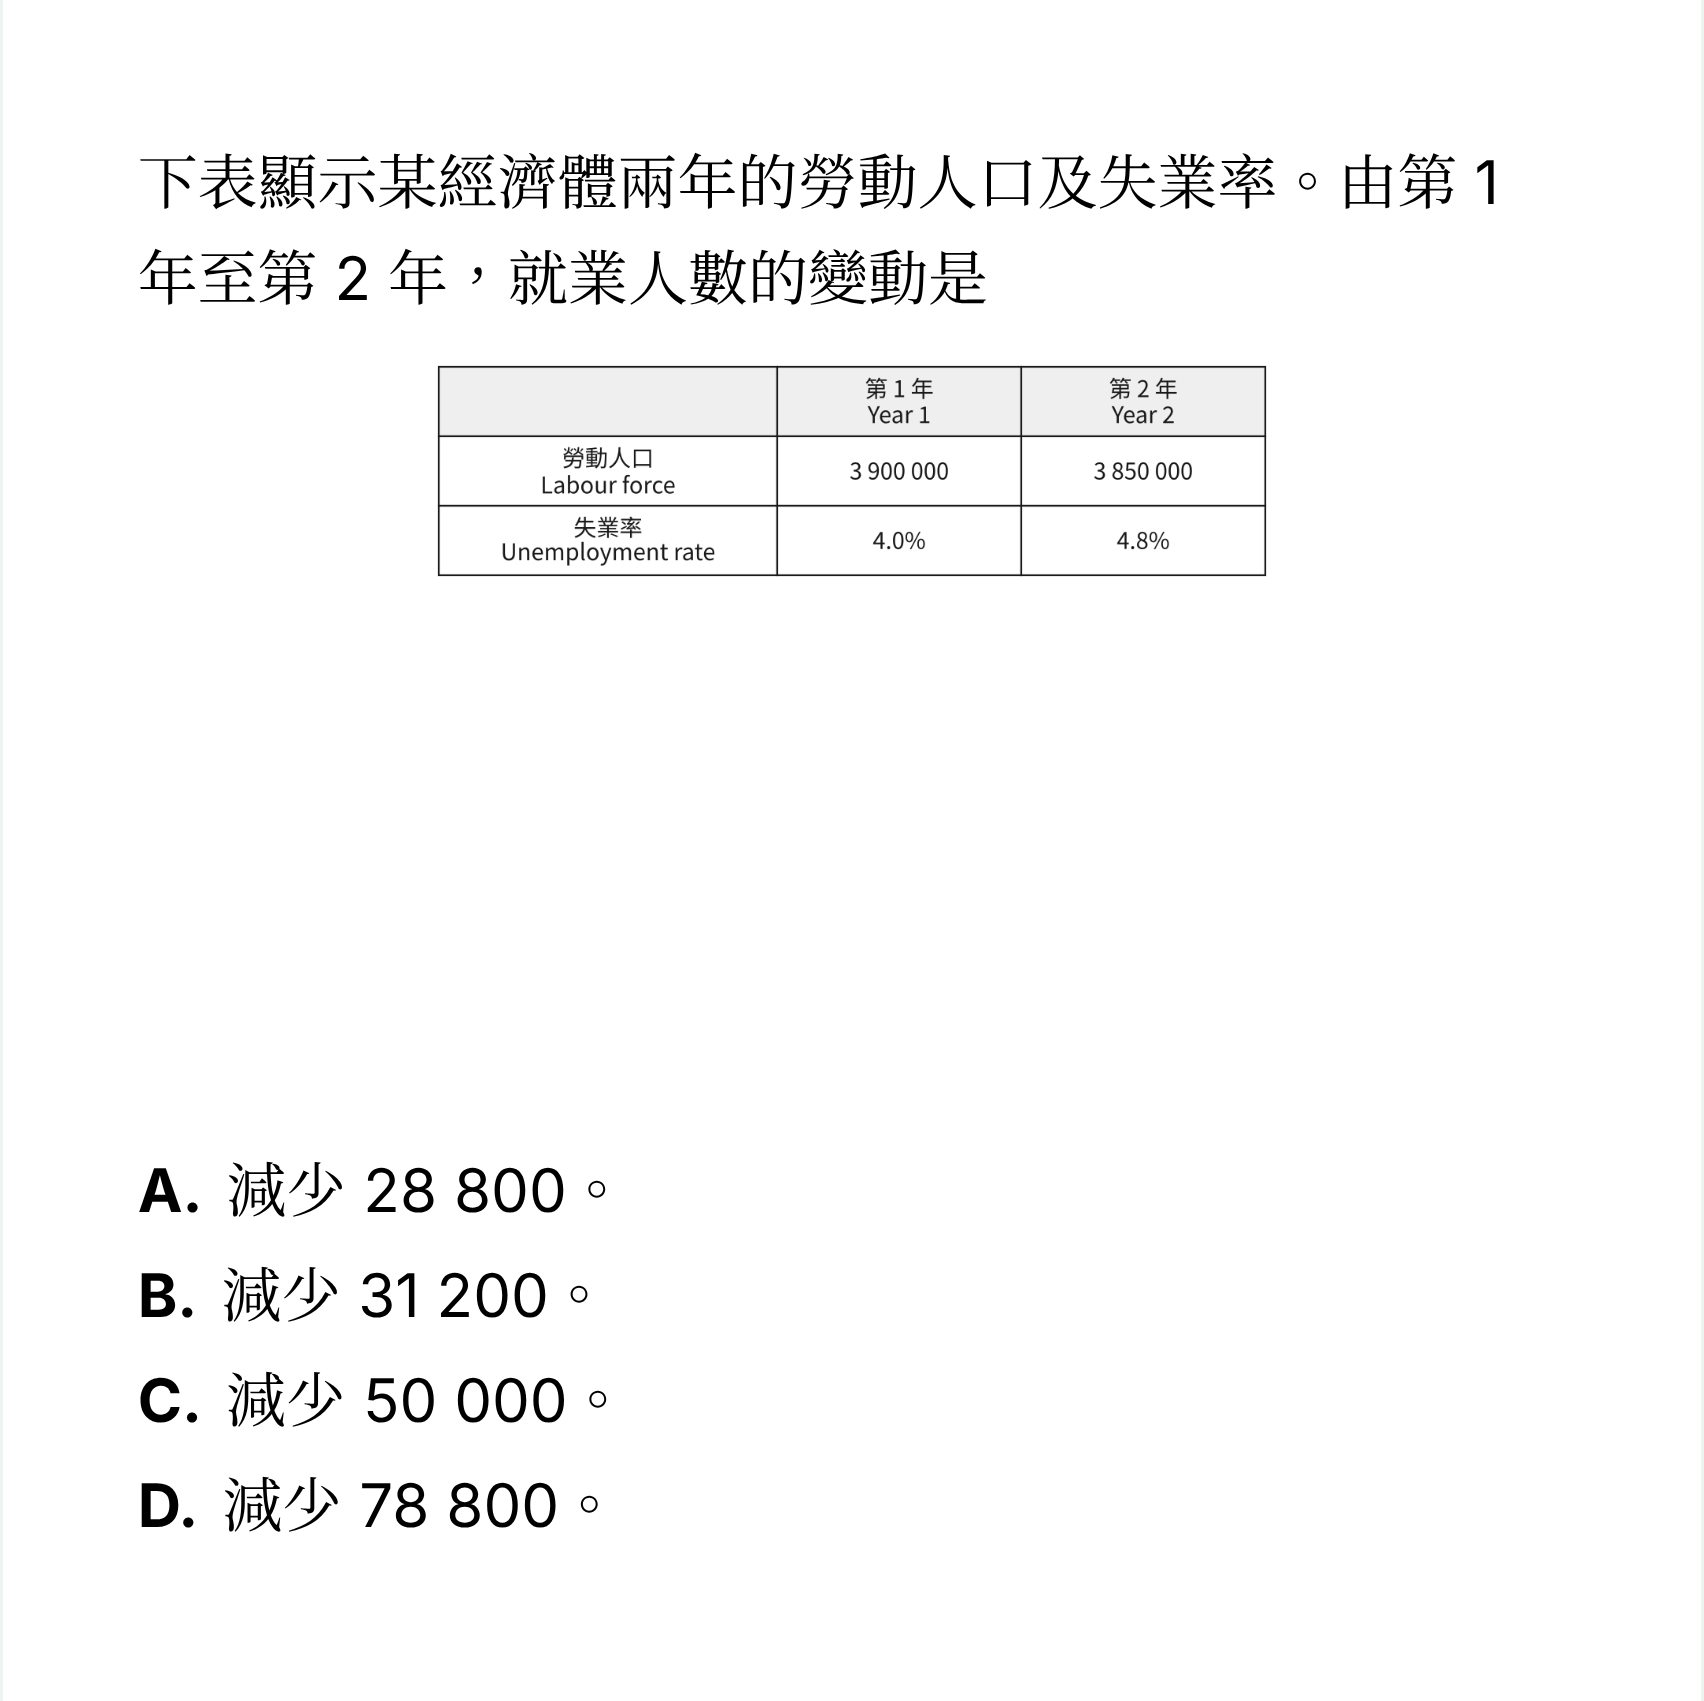 下表顯示某經濟體兩年的勞動人口及失業率。由第 1
年至第 2 年，就業人數的變動是
第 1 年 第 2 年
Year 1 Year 2
勞動人口
Labour force 3 900 000 3 850 000
失業率
Unemployment rate 4.0% 4.8%
A. 減少 28 800。
B. 減少 31 200。
C. 減少 50 000。
D. 減少 78 800。